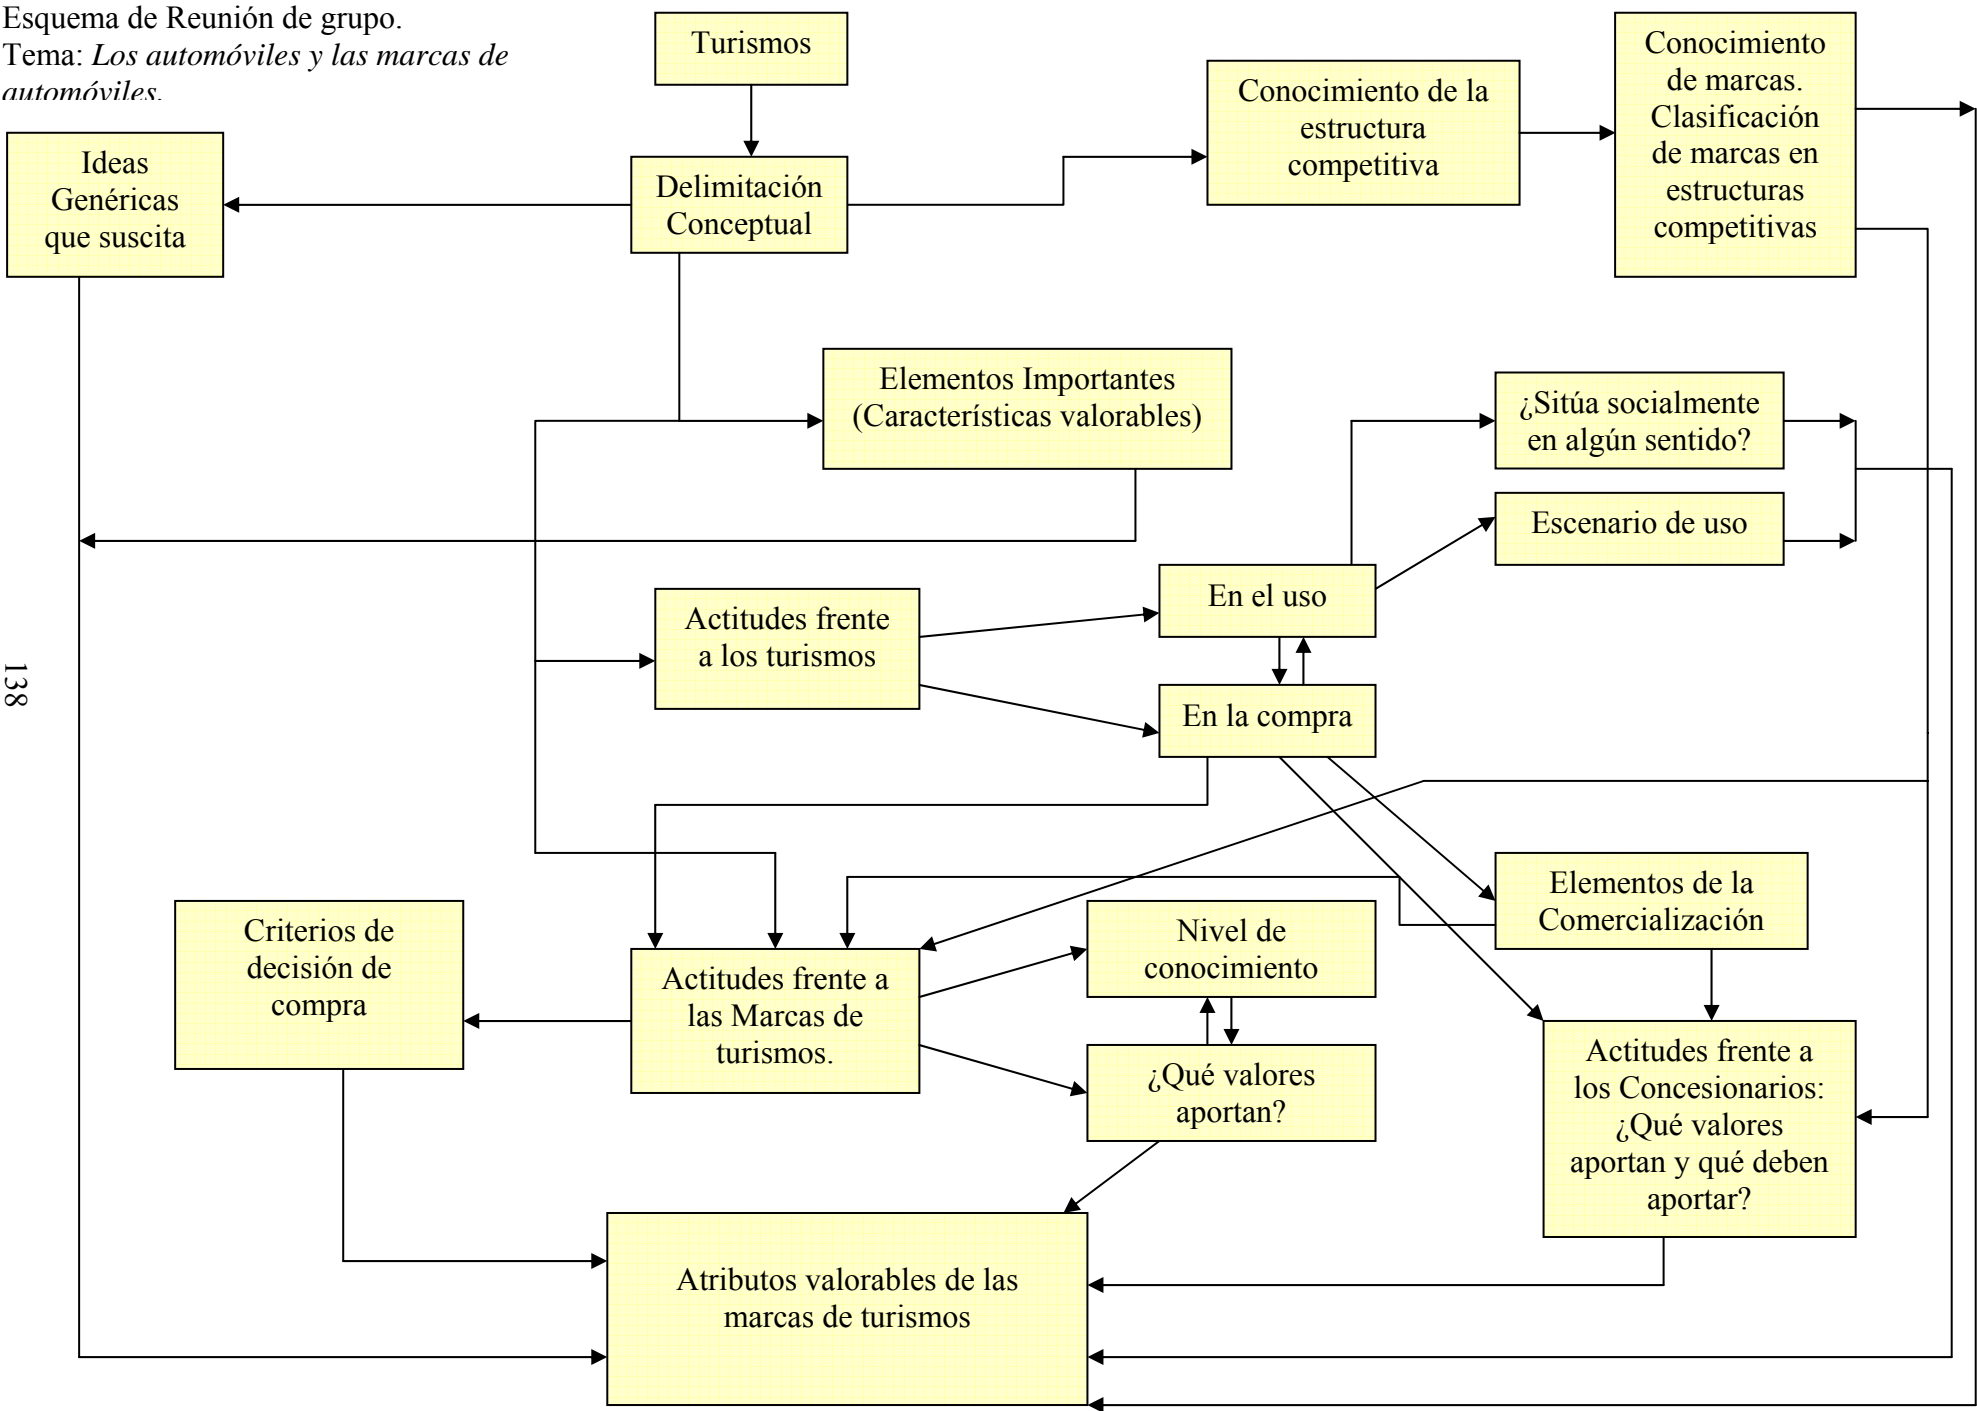 Esquema de Reunión de grupo.
Tema: Los automóviles y las marcas de
automóviles.
Turismos
Conocimiento
de marcas.
Clasificación
de marcas en
estructuras
competitivas
Conocimiento de la
estructura
competitiva
Ideas
Genéricas
que suscita
Delimitación
Conceptual
Elementos Importantes
(Características valorables)
¿Sitúa socialmente
en algún sentido?
Escenario de uso
En el uso
Actitudes frente
a los turismos
En la compra
138
Elementos de la
Comercialización
Criterios de
decisión de
compra
Nivel de
conocimiento
Actitudes frente a
las Marcas de
turismos.
¿Qué valores
aportan?
Actitudes frente a
los Concesionarios:
¿Qué valores
aportan y qué deben
aportar?
Atributos valorables de las
marcas de turismos